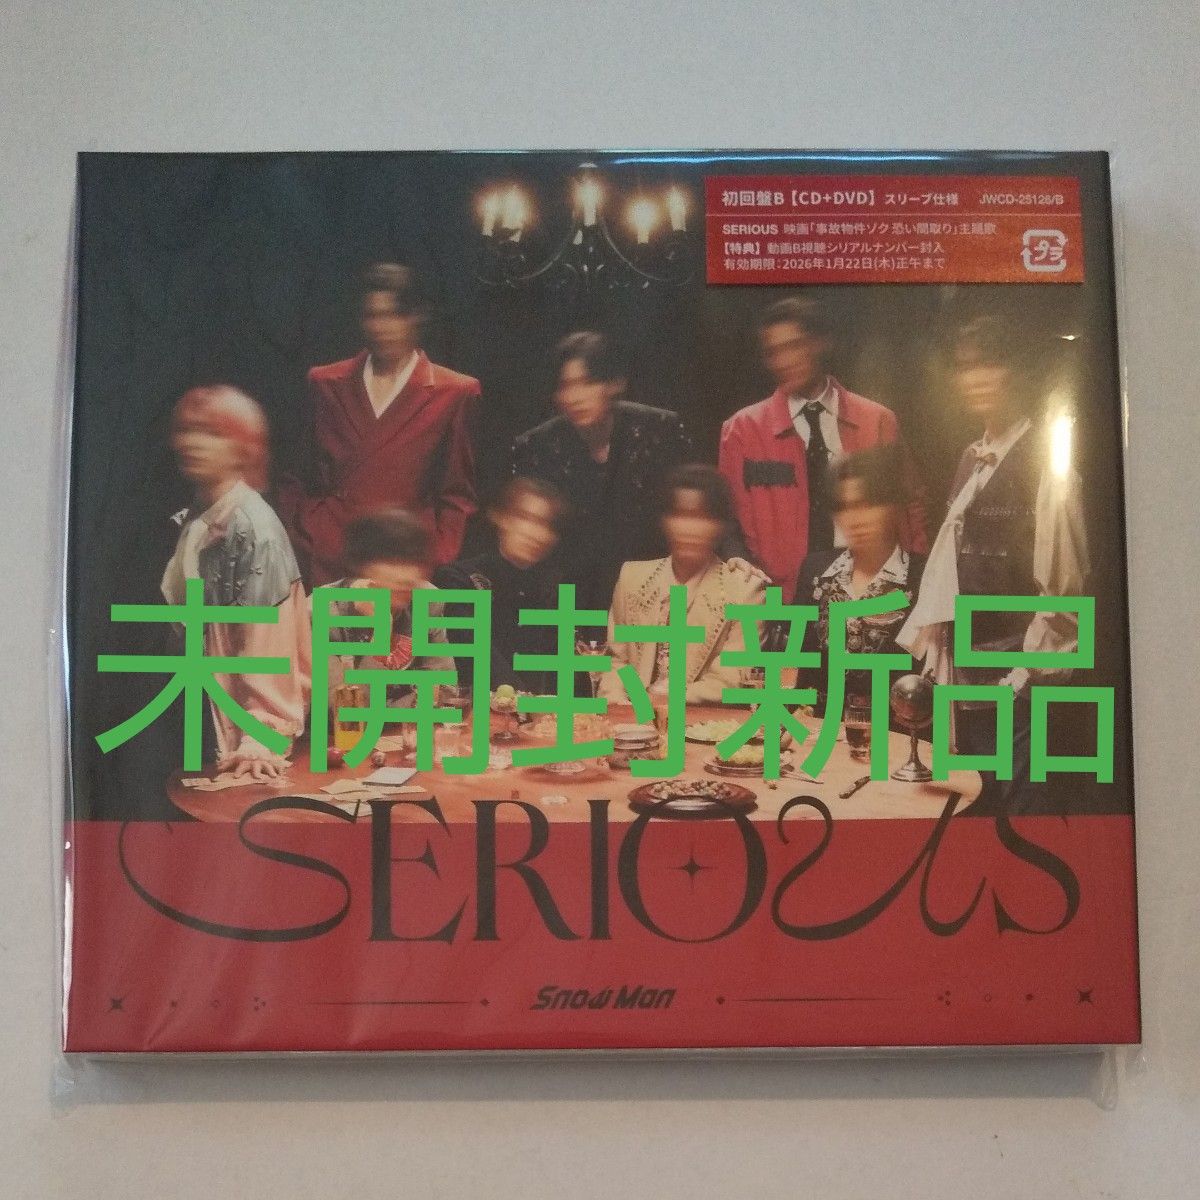 初回盤B【CD+DVD】 スリーブ仕様 JWCD-25126/B
SERIOUS 映画「事故物件ゾク 恐い間取り」主題歌
【特典】動画B視聴シリアルナンバー封入
有効期限：2026年1月22日(木)正午まで
プラ
未開封新品
SERIOUS
Snow Man